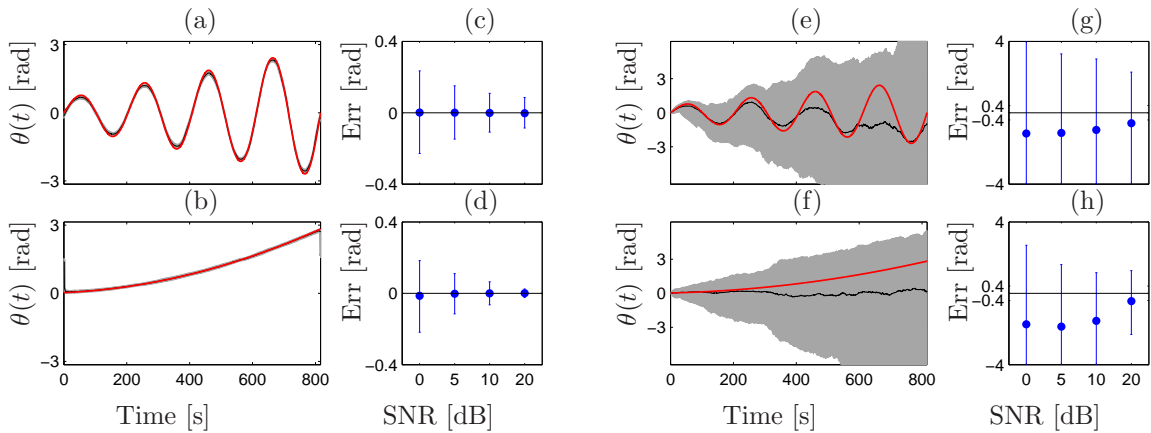 (a)
(c)
(e)
(g)
θ(t) [rad]
3
0
−3
Err [rad]
0.4
0
−0.4
θ(t) [rad]
3
0
−3
Err [rad]
4
0.4
−0.4
−4
(b)
(d)
(f)
(h)
θ(t) [rad]
3
0
−3
0 200 400 600 800
Time [s]
Err [rad]
0.4
0
−0.4
0 5 10 20
SNR [dB]
θ(t) [rad]
3
0
−3
0 200 400 600 800
Time [s]
Err [rad]
4
0.4
−0.4
−4
0 5 10 20
SNR [dB]